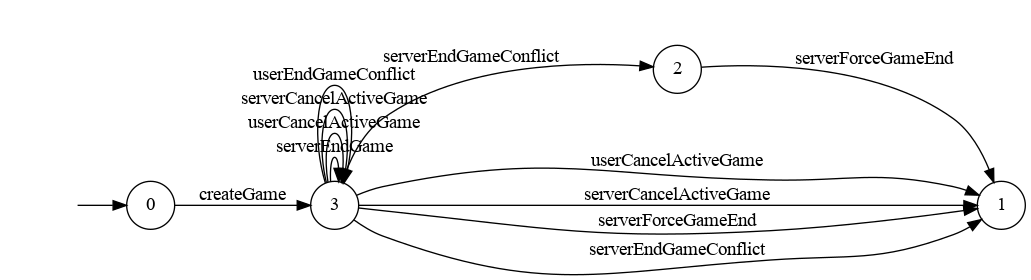 serverEndGameConflict
serverForceGameEnd
2
userEndGameConflict
serverCancelActiveGame
userCancelActiveGame
serverEndGame
userCancelActiveGame
createGame
serverCancelActiveGame
0
3
1
serverForceGameEnd
serverEndGameConflict